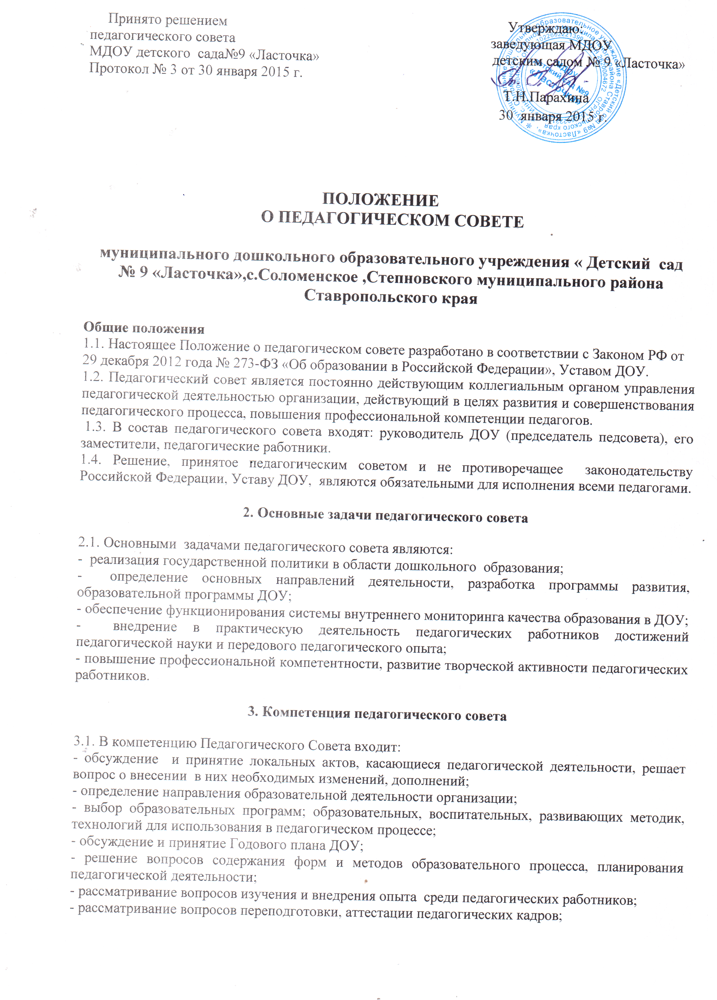 Принято решением
педагогического совета
МДОУ детского  сада№9 «Ласточка»
Протокол № 3 от 30 января 2015 г.
Утверждаю:
заведующая МДОУ
детским садом № 9 «Ласточка»
Т.Н.Парахина
30  января 2015 г.
МДОУ
Детский сад №9
«Ласточка»
ПОЛОЖЕНИЕ
О ПЕДАГОГИЧЕСКОМ СОВЕТЕ
муниципального дошкольного образовательного учреждения « Детский  сад
№ 9 «Ласточка»,с.Соломенское ,Степновского муниципального района
Ставропольского края
Общие положения
1.1. Настоящее Положение о педагогическом совете разработано в соответствии с Законом РФ от
29 декабря 2012 года № 273-ФЗ «Об образовании в Российской Федерации», Уставом ДОУ.
1.2. Педагогический совет является постоянно действующим коллегиальным органом управления
педагогической деятельностью организации, действующий в целях развития и совершенствования
педагогического процесса, повышения профессиональной компетенции педагогов.
1.3. В состав педагогического совета входят: руководитель ДОУ (председатель педсовета), его
заместители, педагогические работники.
1.4. Решение, принятое педагогическим советом и не противоречащее  законодательству
Российской Федерации, Уставу ДОУ,  являются обязательными для исполнения всеми педагогами.
2. Основные задачи педагогического совета
2.1. Основными  задачами педагогического совета являются:
-  реализация государственной политики в области дошкольного  образования;
-  определение основных направлений деятельности, разработка программы развития,
образовательной программы ДОУ;
- обеспечение функционирования системы внутреннего мониторинга качества образования в ДОУ;
-  внедрение в практическую деятельность педагогических работников достижений
педагогической науки и передового педагогического опыта;
- повышение профессиональной компетентности, развитие творческой активности педагогических
работников.
3. Компетенция педагогического совета
3.1. В компетенцию Педагогического Совета входит:
- обсуждение  и принятие локальных актов, касающиеся педагогической деятельности, решает
вопрос о внесении  в них необходимых изменений, дополнений;
- определение направления образовательной деятельности организации;
- выбор образовательных программ; образовательных, воспитательных, развивающих методик,
технологий для использования в педагогическом процессе;
- обсуждение и принятие Годового плана ДОУ;
- решение вопросов содержания форм и методов образовательного процесса, планирования
педагогической деятельности;
- рассматривание вопросов изучения и внедрения опыта  среди педагогических работников;
- рассматривание вопросов переподготовки, аттестации педагогических кадров;